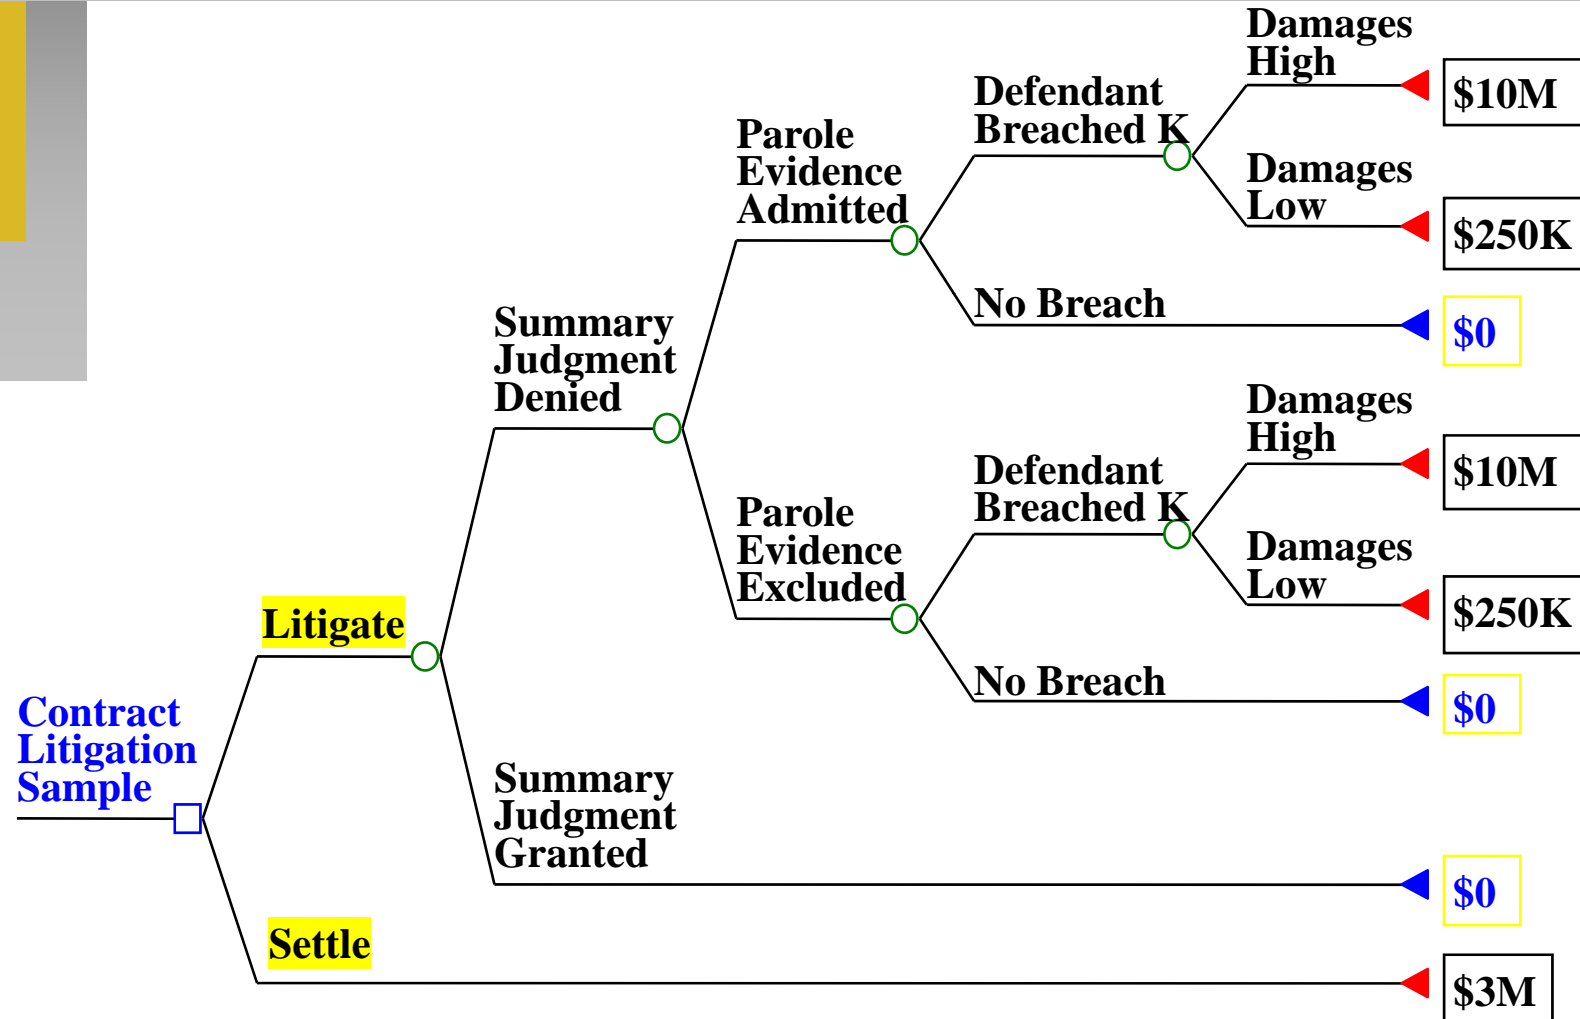 Damages
High
$10M
Defendant
Breached K
Parole
Evidence
Admitted
Damages
Low
$250K
No Breach
$0
Summary
Judgment
Denied
Damages
High
$10M
Defendant
Breached K
Parole
Evidence
Excluded
Damages
Low
$250K
Litigate
No Breach
$0
Contract
Litigation
Sample
Summary
Judgment
Granted
$0
Settle
$3M